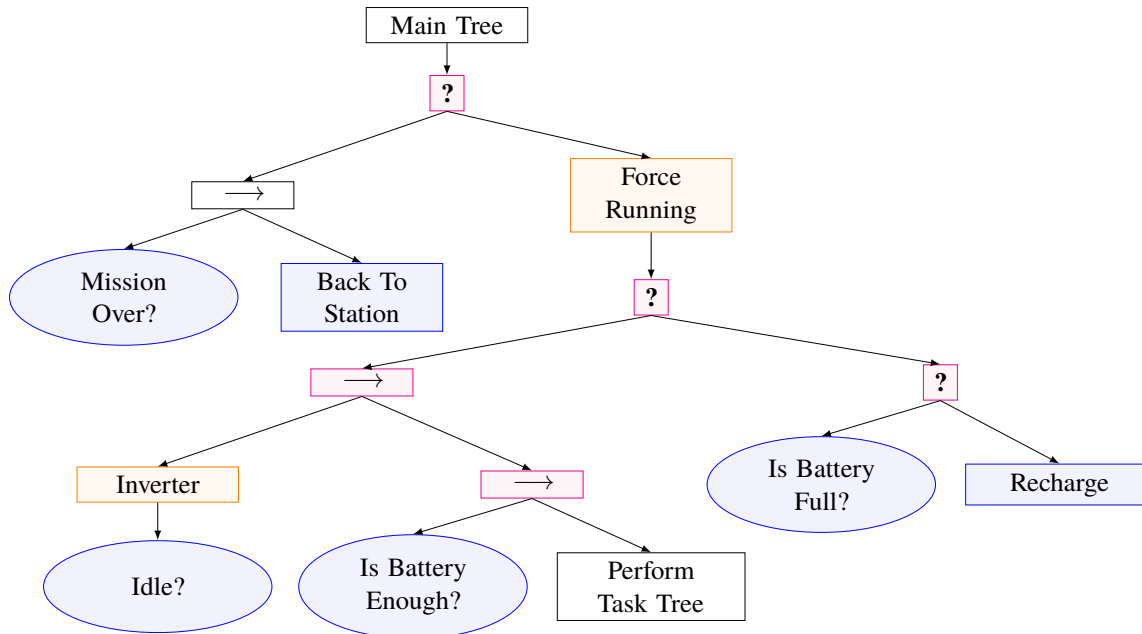 Main Tree
?
⟶
Force
Running
Mission
Over?
Back To
Station
?
⟶
?
Inverter
⟶
Is Battery
Full?
Recharge
Idle?
Is Battery
Enough?
Perform
Task Tree